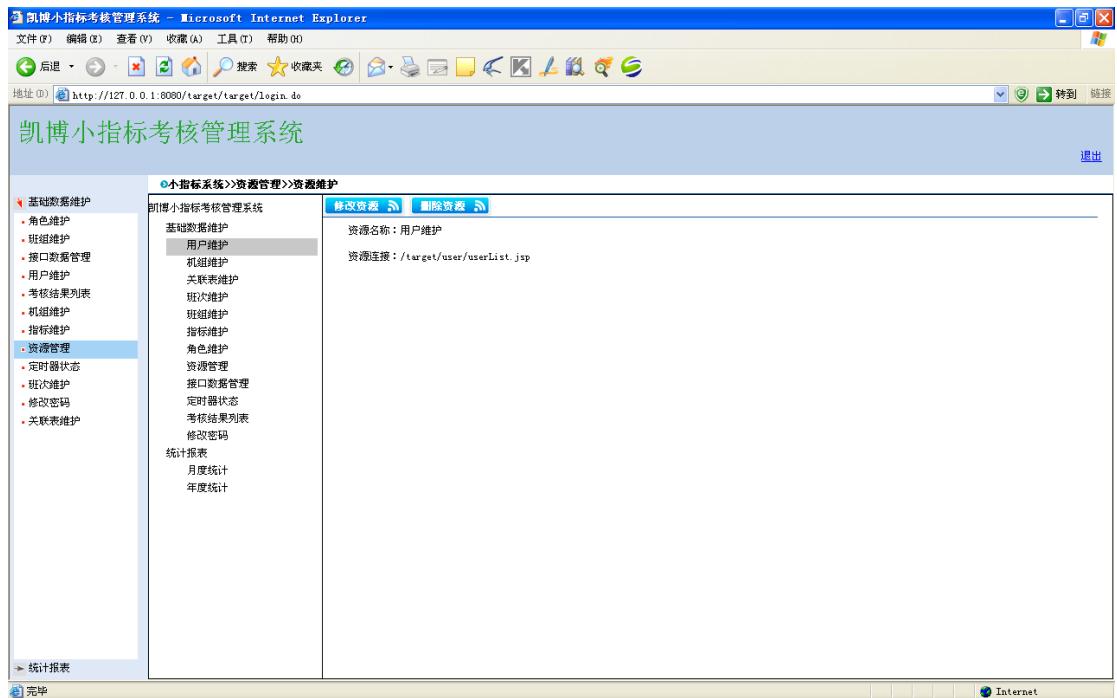 凯博小指标考核管理系统 - Microsoft Internet Explorer
文件(F) 编辑(E) 查看(V) 收藏(A) 工具(T) 帮助(H)
后退 搜索 收藏夹
地址(D) http://127.0.0.1:8080/target/target/login.do 转到 链接
凯博小指标考核管理系统
退出
小指标系统>>资源管理>>资源维护
基础数据维护
角色维护
班组维护
接口数据管理
用户维护
考核结果列表
机组维护
指标维护
资源管理
定时器状态
班次维护
修改密码
关联表维护
统计报表
凯博小指标考核管理系统
基础数据维护
用户维护
机组维护
关联表维护
班次维护
班组维护
指标维护
角色维护
资源管理
接口数据管理
定时器状态
考核结果列表
修改密码
统计报表
月度统计
年度统计
修改资源 删除资源
资源名称：用户维护
资源连接：/target/user/userList.jsp
完毕 Internet